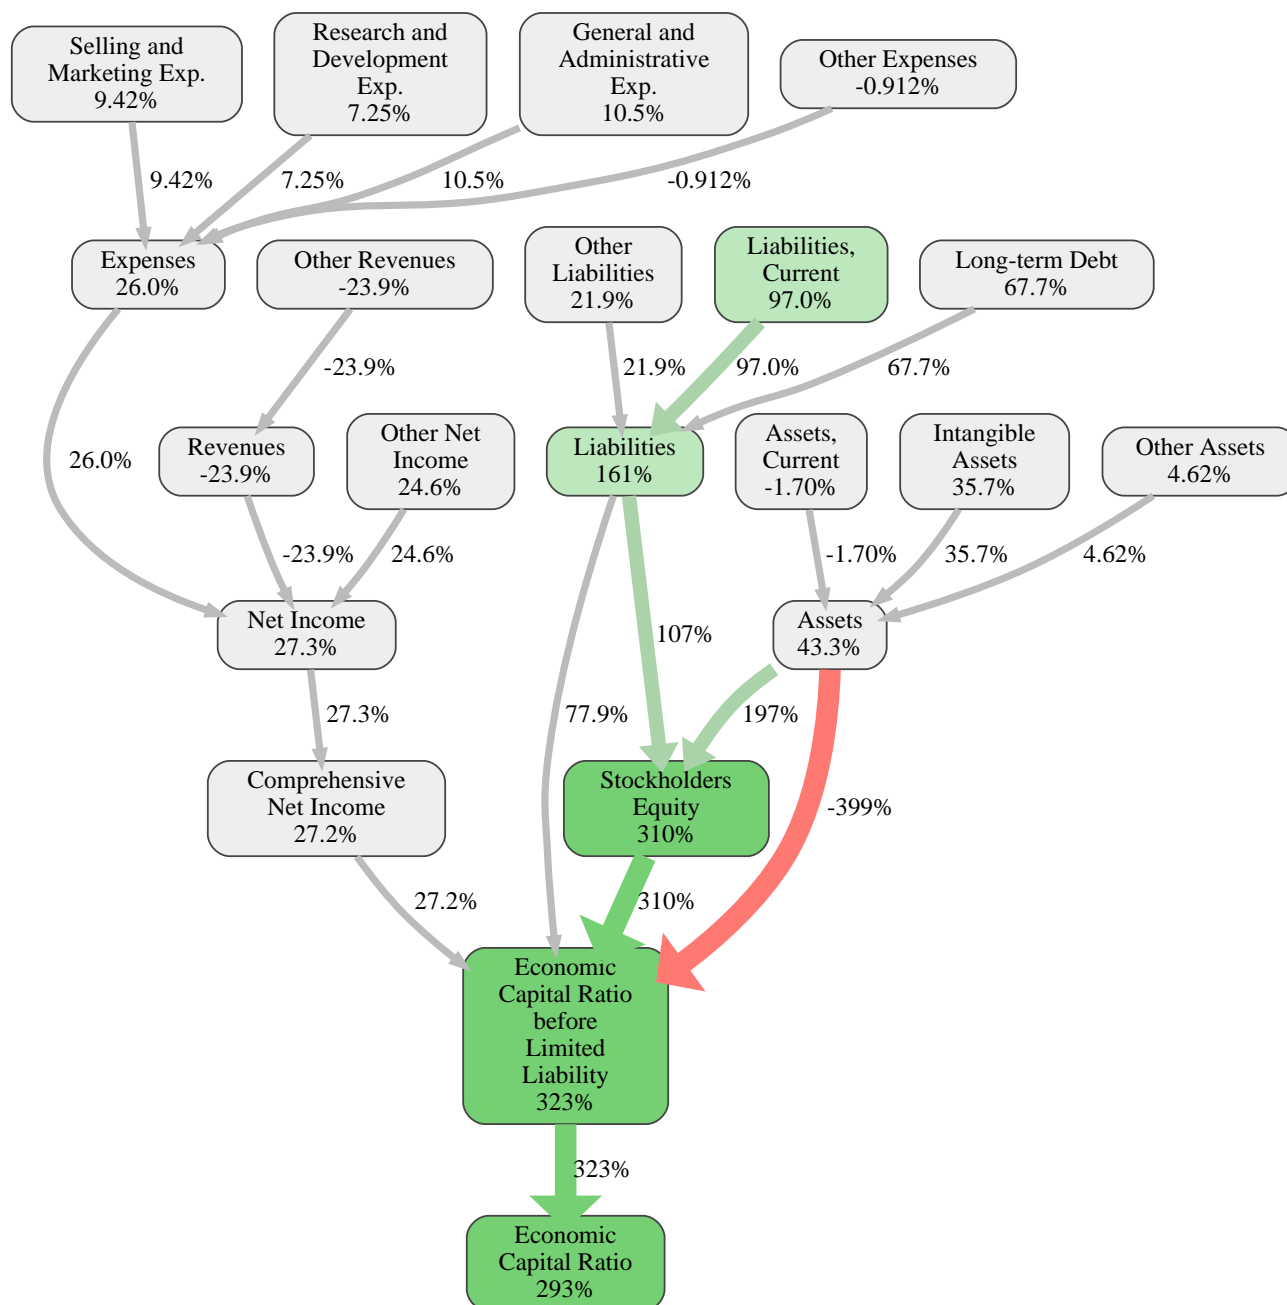 Selling and
Marketing Exp.
9.42%
Research and
Development
Exp.
7.25%
General and
Administrative
Exp.
10.5%
Other Expenses
-0.912%
9.42%
7.25%
10.5%
-0.912%
Expenses
26.0%
Other Revenues
-23.9%
Other
Liabilities
21.9%
Liabilities,
Current
97.0%
Long-term Debt
67.7%
-23.9%
21.9%
97.0%
67.7%
26.0%
Revenues
-23.9%
Other Net
Income
24.6%
Liabilities
161%
Assets,
Current
-1.70%
Intangible
Assets
35.7%
Other Assets
4.62%
-23.9%
24.6%
-1.70%
35.7%
4.62%
Net Income
27.3%
107%
Assets
43.3%
27.3%
77.9%
197%
Comprehensive
Net Income
27.2%
Stockholders
Equity
310%
-399%
27.2%
310%
Economic
Capital Ratio
before
Limited
Liability
323%
323%
Economic
Capital Ratio
293%